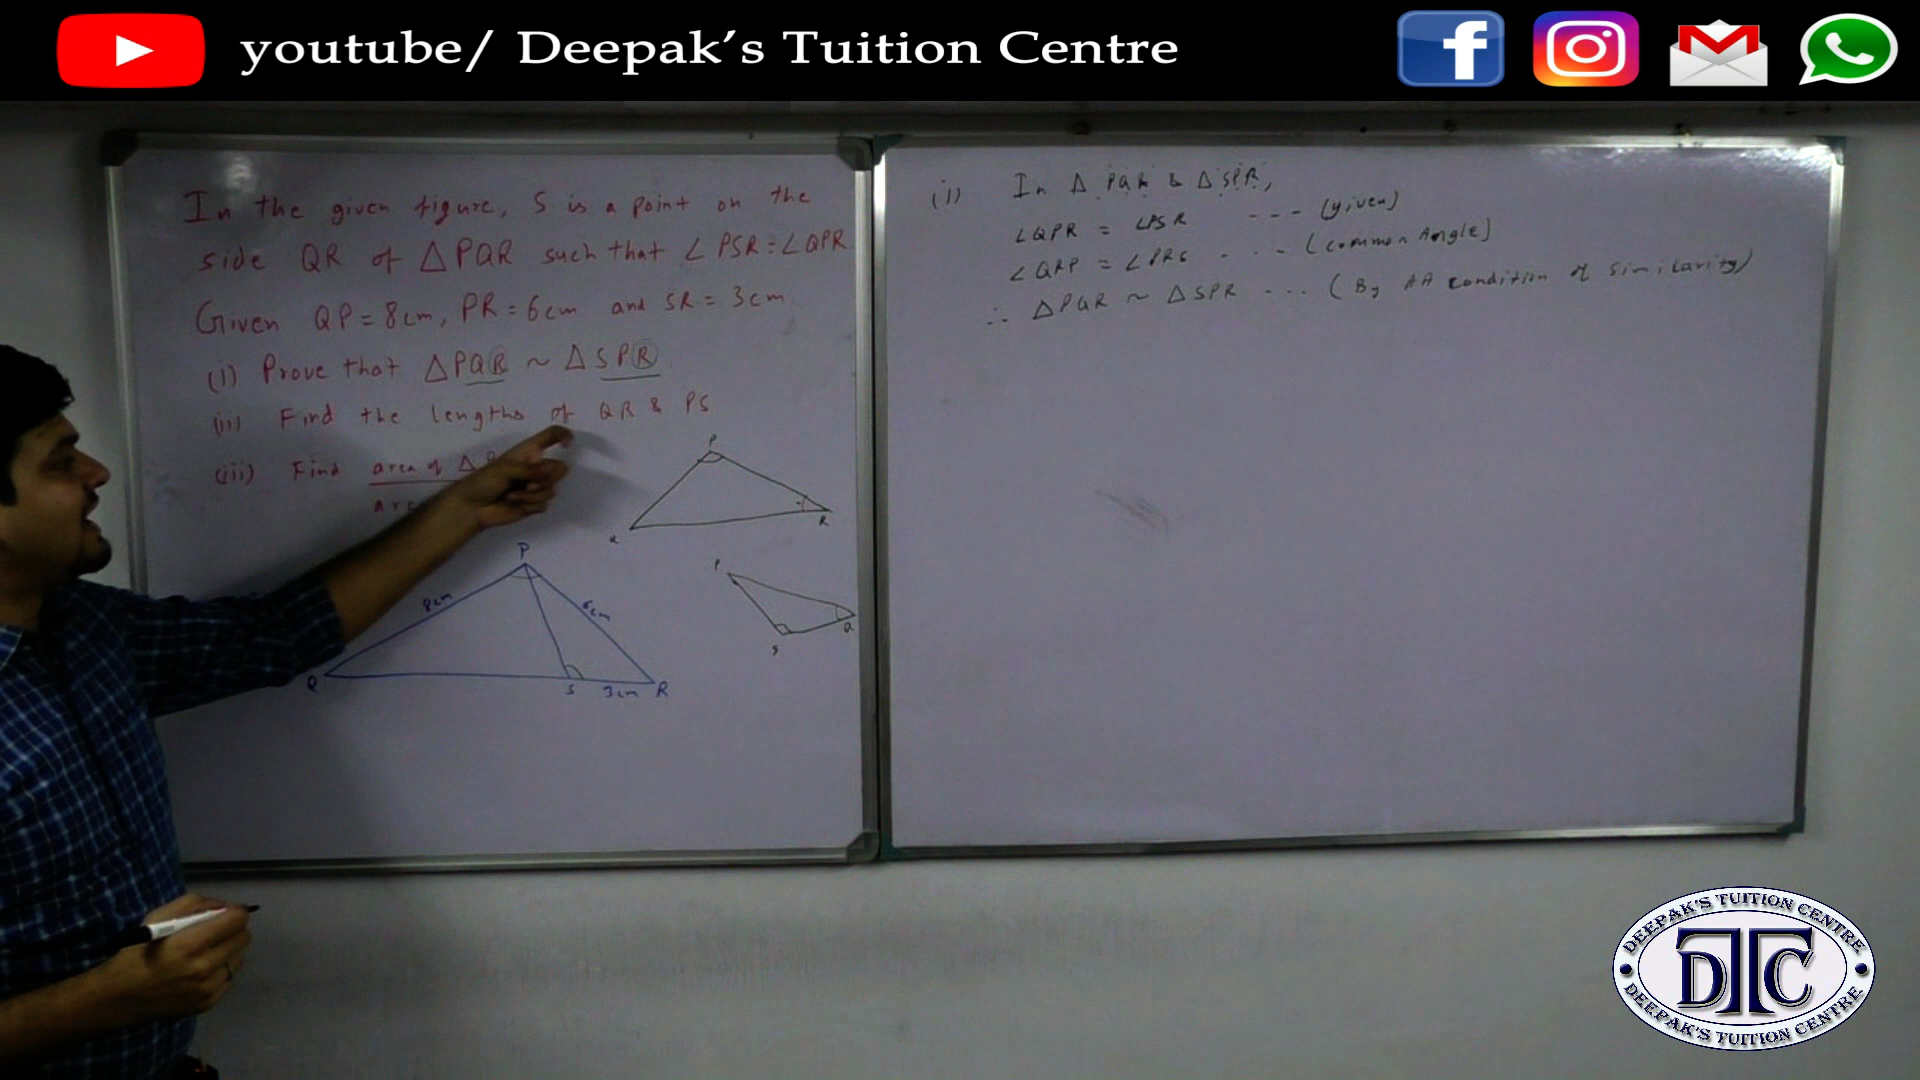 youtube/ Deepak's Tuition Centre
In the given figure, S is a point on the
side QR of △PQR such that ∠PSR=∠QPR
Given QP=8cm, PR=6cm and SR=3cm.
(i) Prove that △PQR ~ △SPR.
(ii) Find the lengths of QR & PS
(iii) Find area of △
P
R
P
S
P
8cm
6cm
Q
S
3cm
R
(i) In △PQR & △SPR,
∠QPR = ∠PSR --- (given)
∠QRP = ∠PRS --- (common Angle)
∴ △PQR ~ △SPR --- (By AA condition of similarity)
DEEPAK'S TUITION CENTRE
DTC
DEEPAK'S TUITION CENTRE